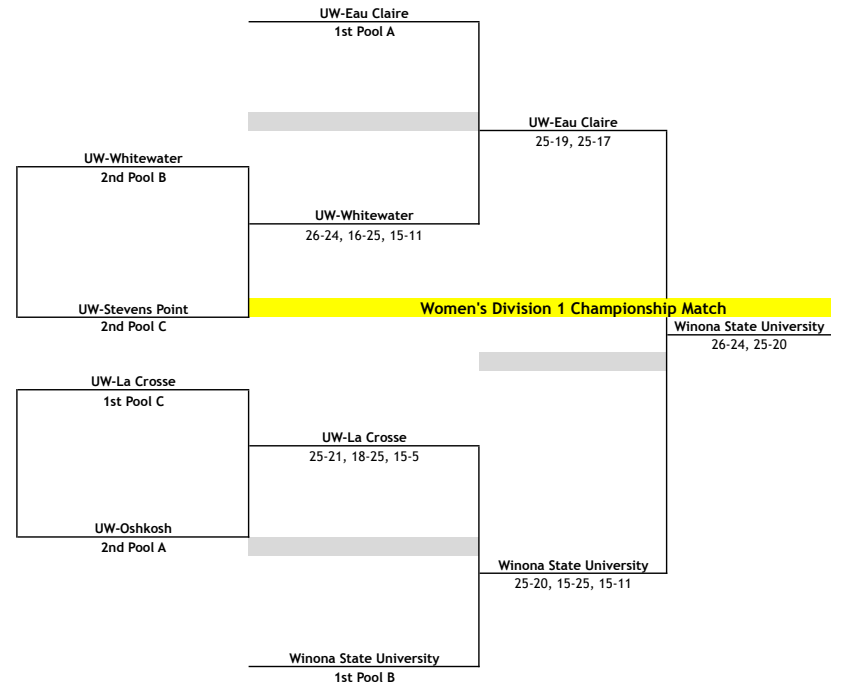 UW-Eau Claire
1st Pool A
UW-Eau Claire
25-19, 25-17
UW-Whitewater
2nd Pool B
UW-Whitewater
26-24, 16-25, 15-11
UW-Stevens Point
2nd Pool C
Women's Division 1 Championship Match
Winona State University
26-24, 25-20
UW-La Crosse
1st Pool C
UW-La Crosse
25-21, 18-25, 15-5
UW-Oshkosh
2nd Pool A
Winona State University
25-20, 15-25, 15-11
Winona State University
1st Pool B